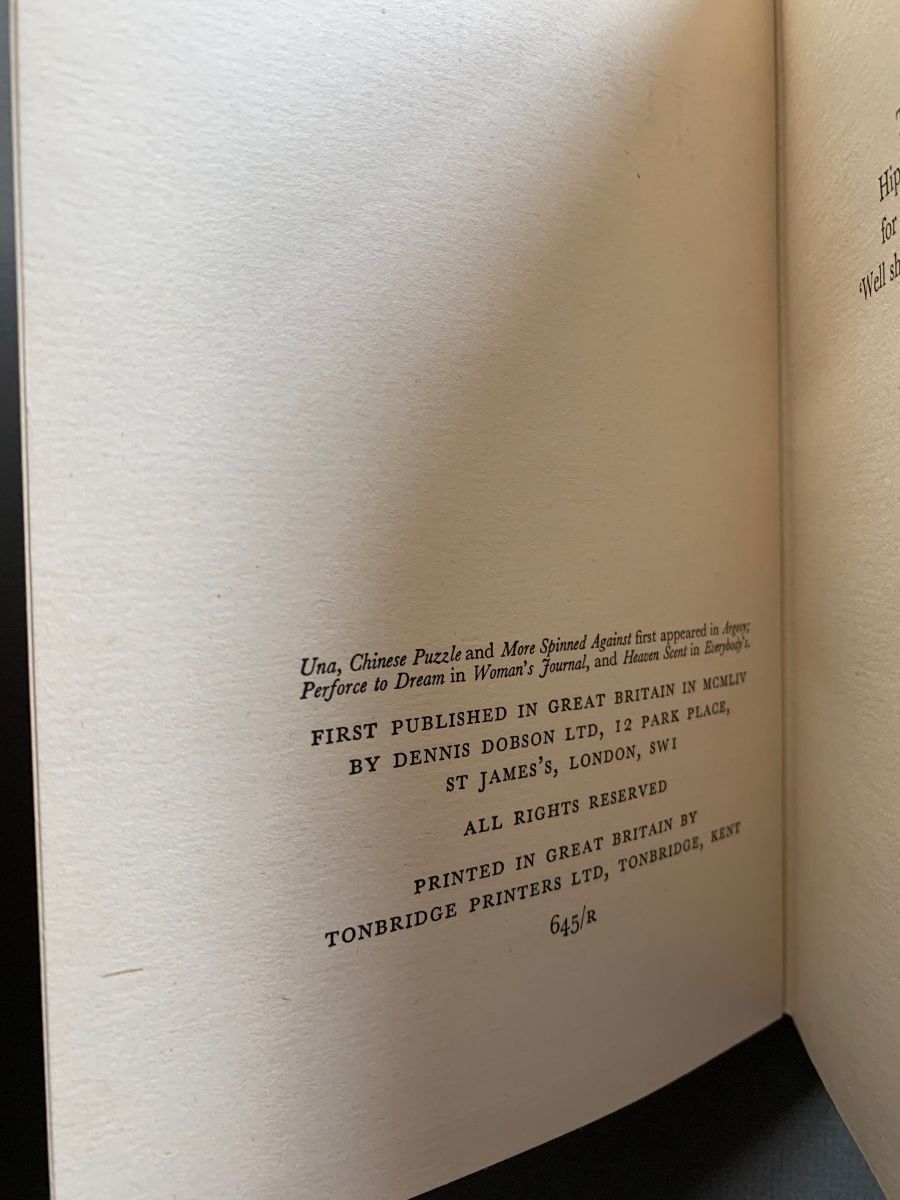 Una, Chinese Puzzle and More Spinned Against first appeared in Argosy;
Perforce to Dream in Woman's Journal, and Heaven Scent in Everybody's.
FIRST PUBLISHED IN GREAT BRITAIN IN MCMLIV
BY DENNIS DOBSON LTD, 12 PARK PLACE,
ST JAMES'S, LONDON, SW1
ALL RIGHTS RESERVED
PRINTED IN GREAT BRITAIN BY
TONBRIDGE PRINTERS LTD, TONBRIDGE, KENT
645/R
Hip
for
'Well sh